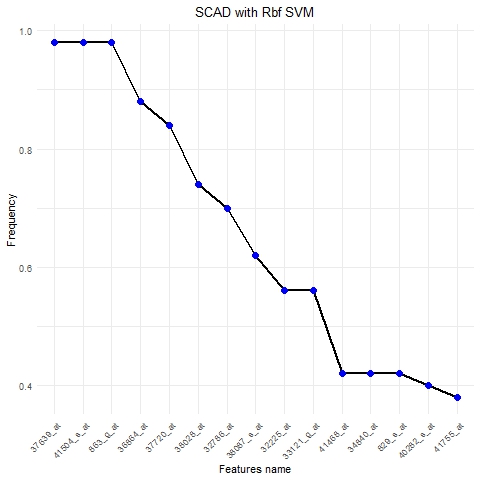 SCAD with Rbf SVM
1.0
0.8
0.6
0.4
Frequency
37639_at
41504_s_at
863_g_at
36864_at
37720_at
38028_at
32786_at
38087_s_at
32225_at
33121_g_at
41468_at
34840_at
820_s_at
40282_s_at
41755_at
Features name